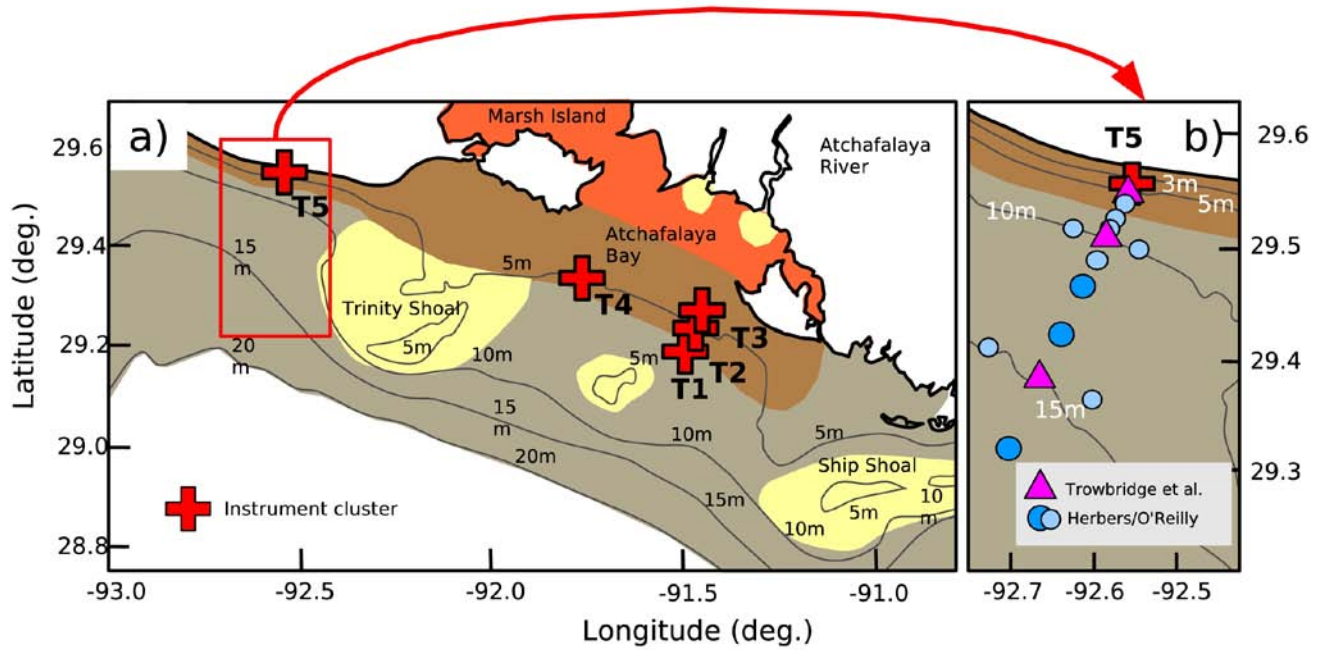 a)
Marsh Island
Atchafalaya
River
29.6
29.4
29.2
29.0
28.8
Latitude (deg.)
T5
15
m
20
m
Atchafalaya
Bay
5m
T4
Trinity Shoal
5m
10m
T3
T2
T1
5m
15
m
10m
20m
5m
15m
Ship Shoal
10
m
5m
10m
Instrument cluster
-93.0
-92.5
-92.0
-91.5
-91.0
Longitude (deg.)
b)
T5
3m
5m
10m
15m
29.6
29.5
29.4
29.3
Trowbridge et al.
Herbers/O'Reilly
-92.7
-92.6
-92.5